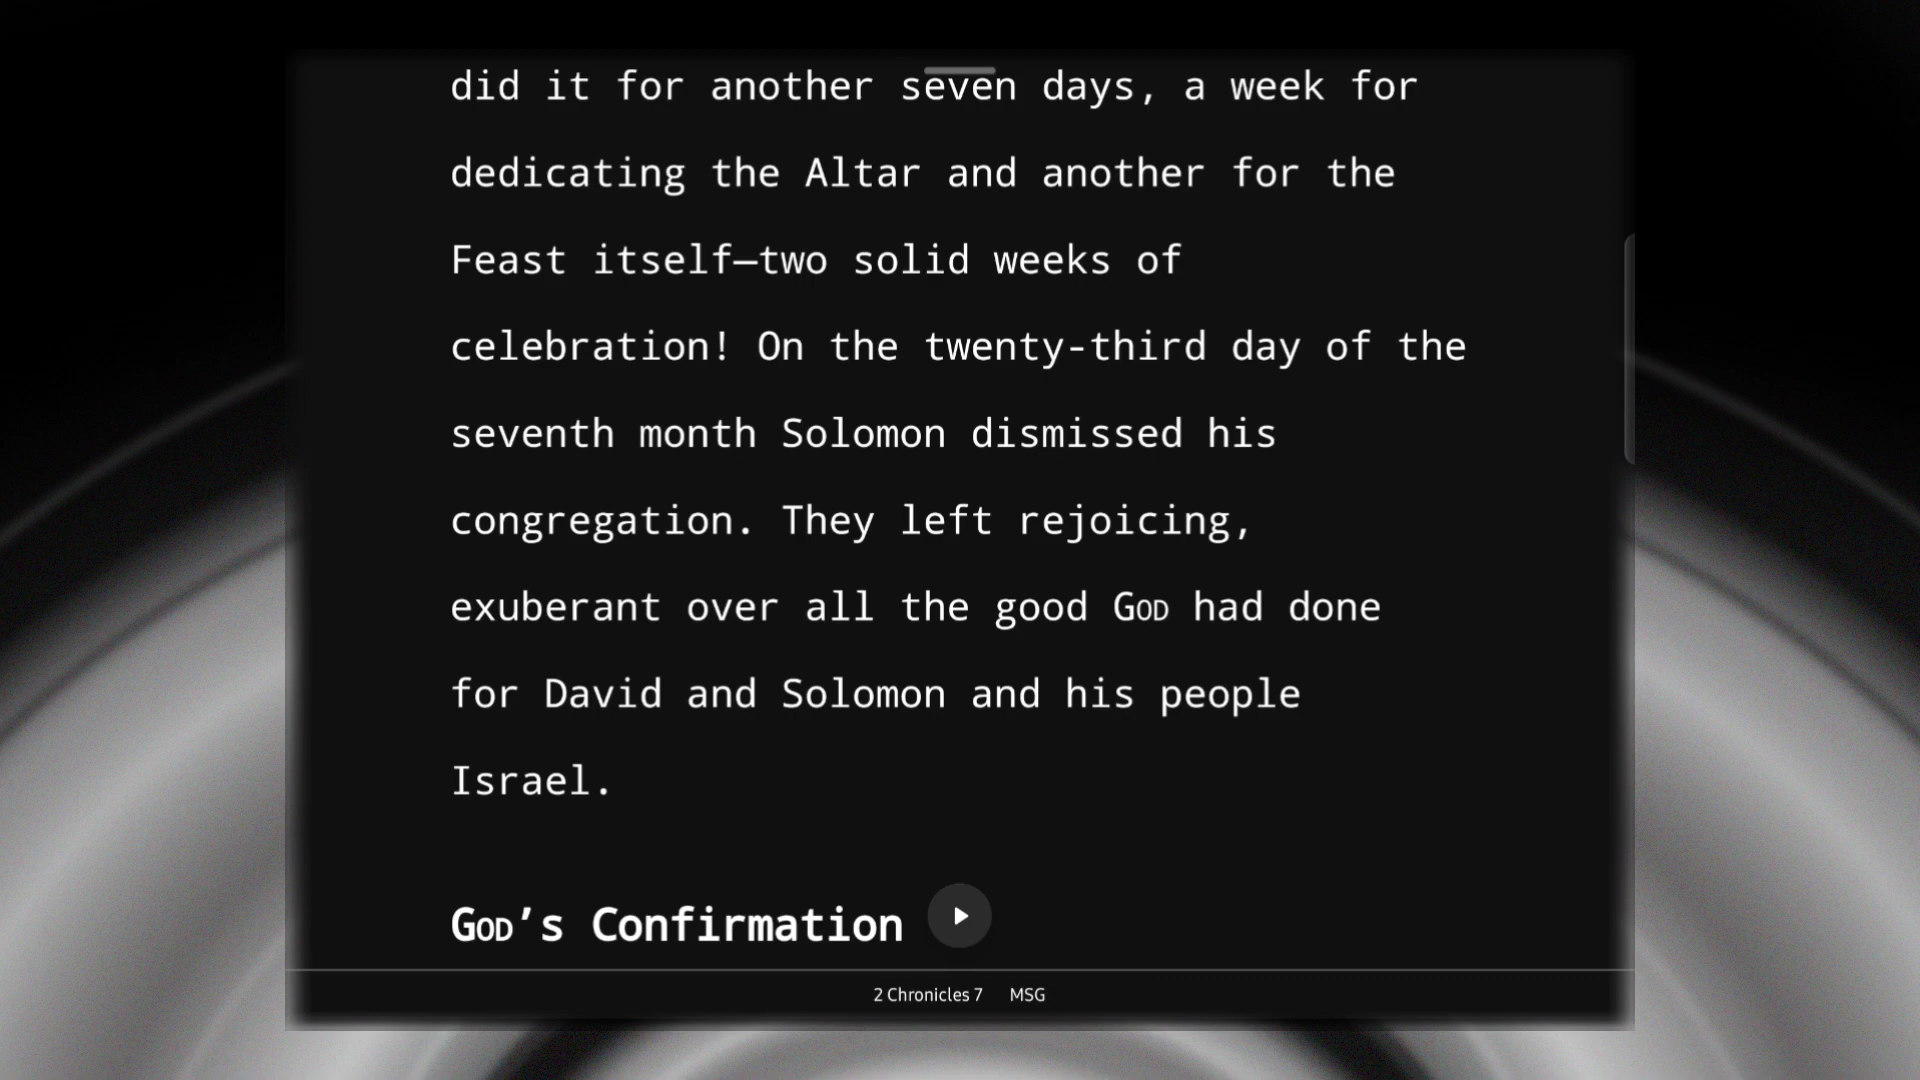 did it for another seven days, a week for
dedicating the Altar and another for the
Feast itself—two solid weeks of
celebration! On the twenty-third day of the
seventh month Solomon dismissed his
congregation. They left rejoicing,
exuberant over all the good GOD had done
for David and Solomon and his people
Israel.
GOD’s Confirmation
2 Chronicles 7 MSG